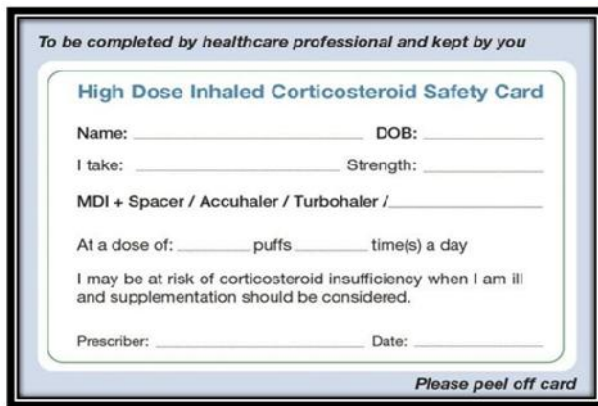 To be completed by healthcare professional and kept by you
High Dose Inhaled Corticosteroid Safety Card
Name: DOB:
I take: Strength:
MDI + Spacer / Accuhaler / Turbohaler /
At a dose of: puffs time(s) a day
I may be at risk of corticosteroid insufficiency when I am ill
and supplementation should be considered.
Prescriber: Date:
Please peel off card